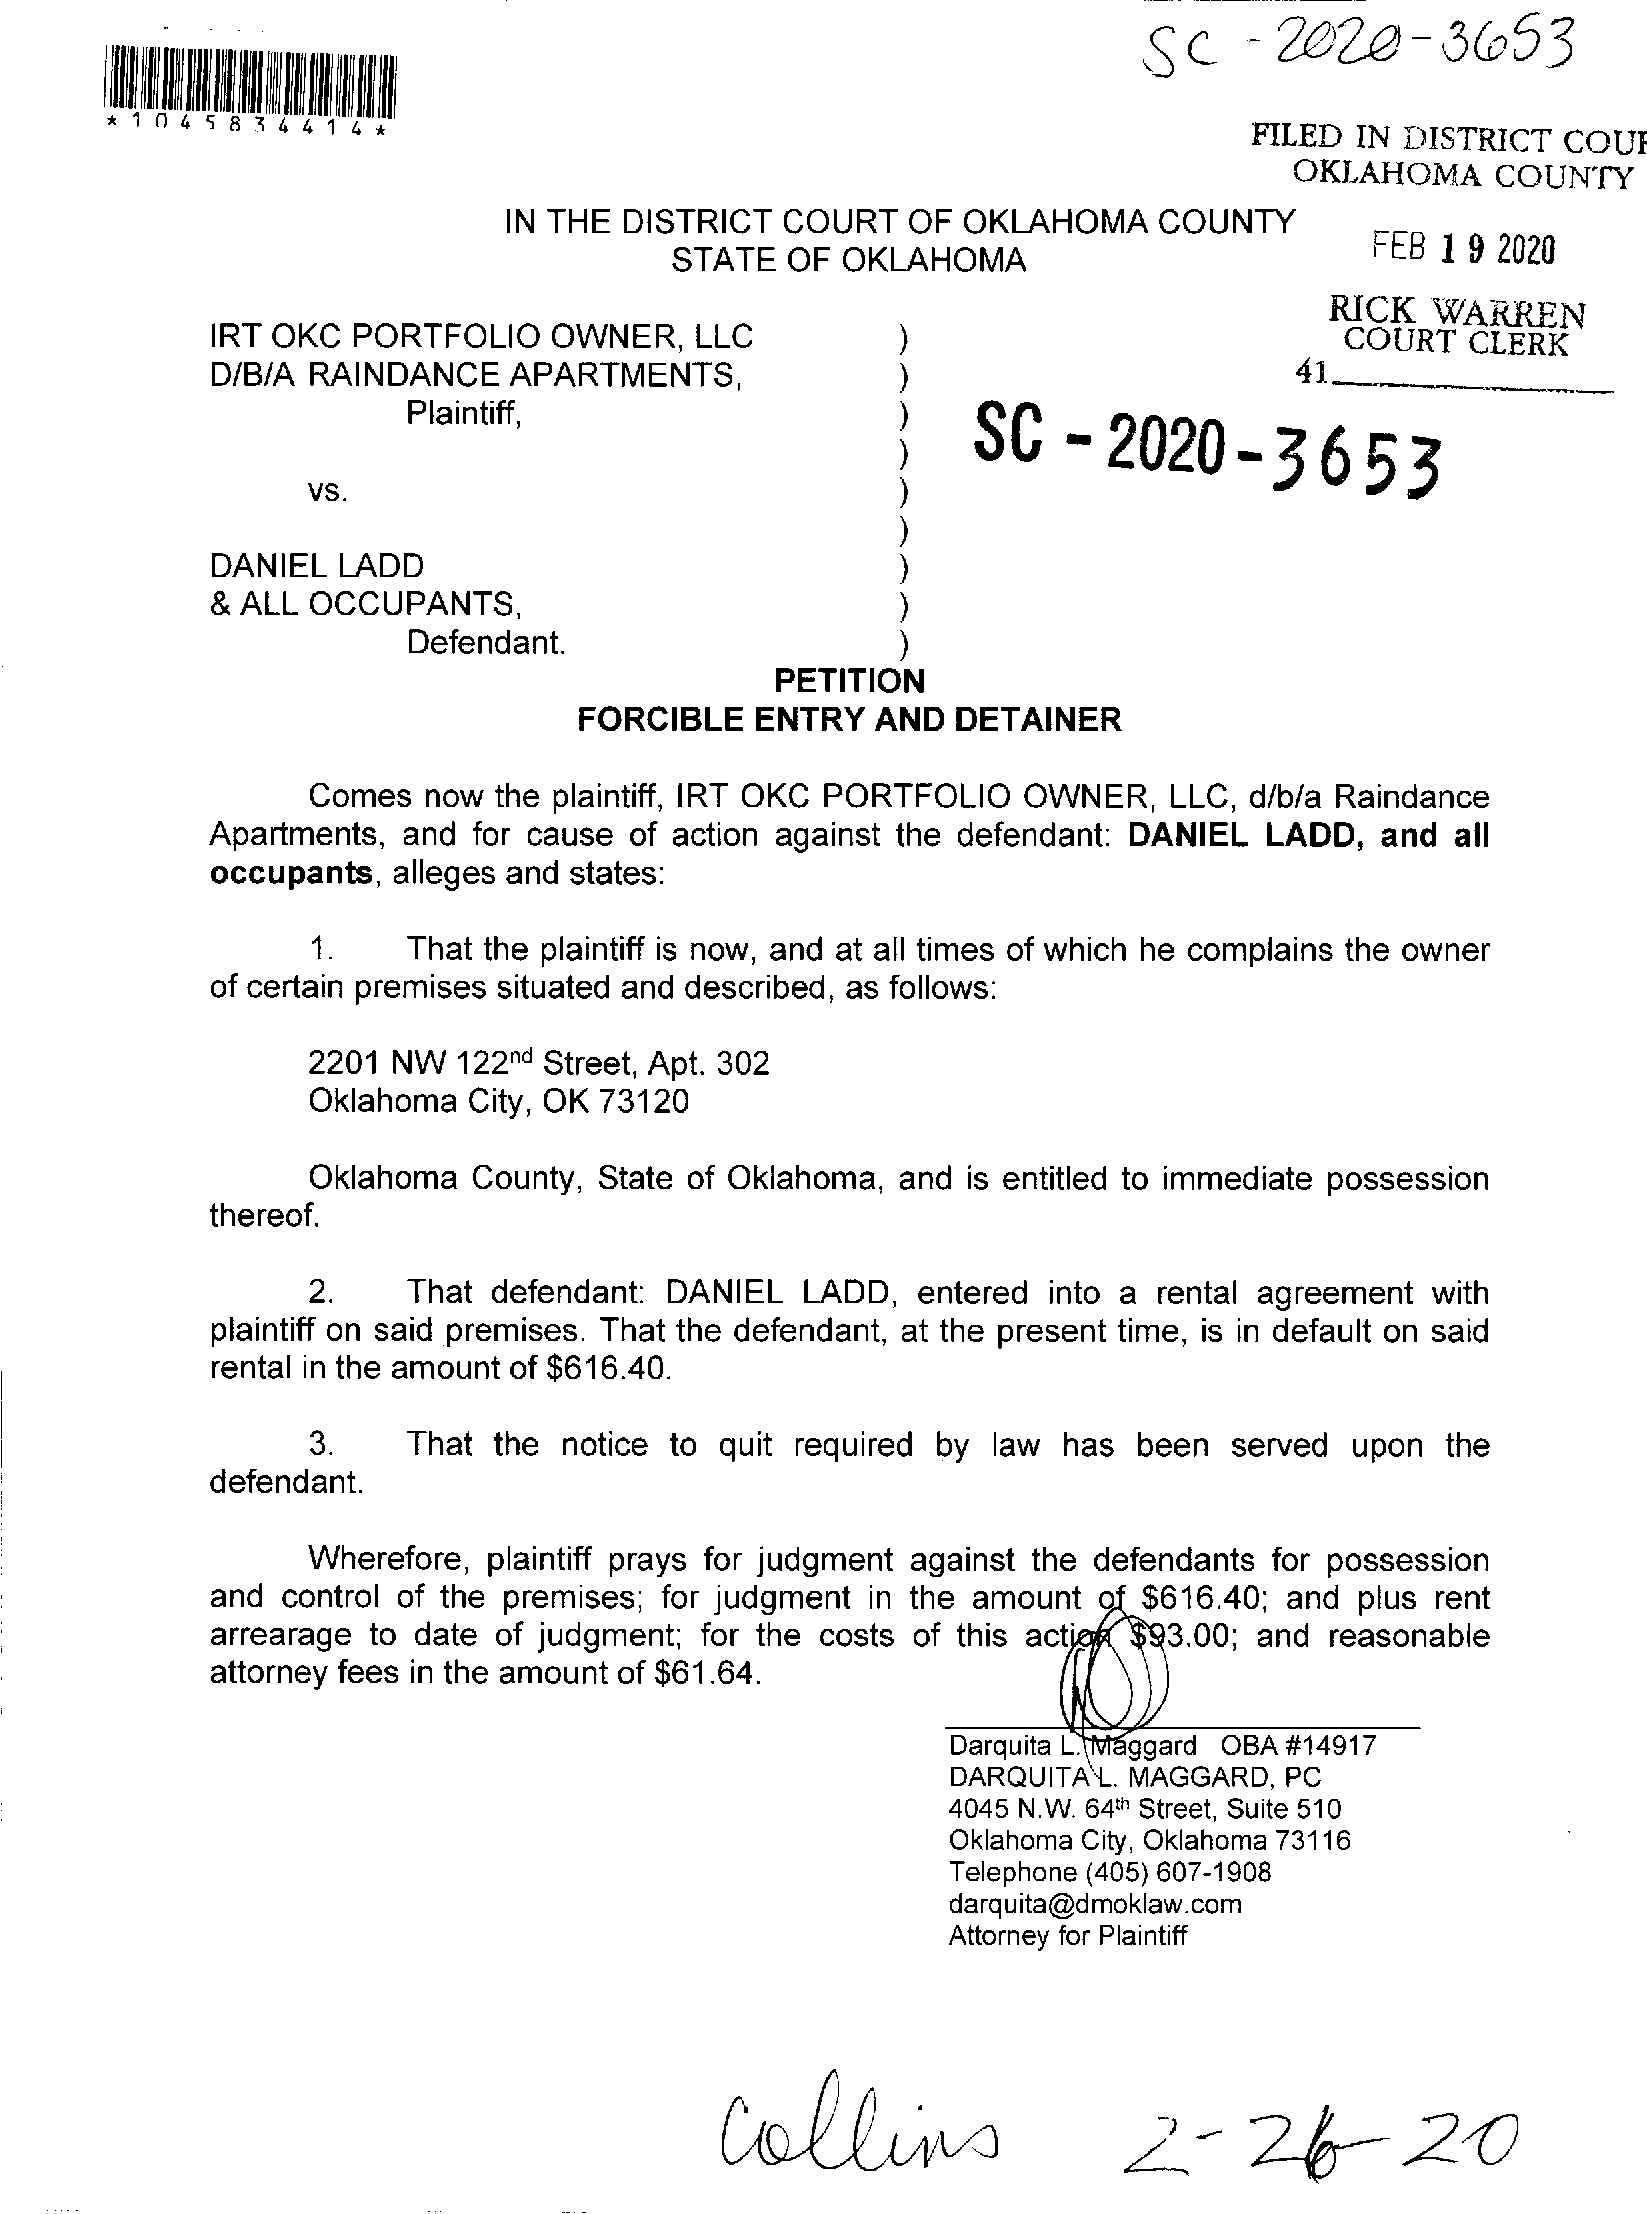 SC - 2020-3653
*1045834414*
FILED IN DISTRICT COUR
OKLAHOMA COUNTY
IN THE DISTRICT COURT OF OKLAHOMA COUNTY
STATE OF OKLAHOMA
FEB 19 2020
RICK WARREN
COURT CLERK
41
IRT OKC PORTFOLIO OWNER, LLC )
D/B/A RAINDANCE APARTMENTS, )
Plaintiff, )
)
SC - 2020-3653
vs. )
)
DANIEL LADD )
& ALL OCCUPANTS, )
Defendant. )
PETITION
FORCIBLE ENTRY AND DETAINER
Comes now the plaintiff, IRT OKC PORTFOLIO OWNER, LLC, d/b/a Raindance
Apartments, and for cause of action against the defendant: DANIEL LADD, and all
occupants, alleges and states:
1. That the plaintiff is now, and at all times of which he complains the owner
of certain premises situated and described, as follows:
2201 NW 122nd Street, Apt. 302
Oklahoma City, OK 73120
Oklahoma County, State of Oklahoma, and is entitled to immediate possession
thereof.
2. That defendant: DANIEL LADD, entered into a rental agreement with
plaintiff on said premises. That the defendant, at the present time, is in default on said
rental in the amount of $616.40.
3. That the notice to quit required by law has been served upon the
defendant.
Wherefore, plaintiff prays for judgment against the defendants for possession
and control of the premises; for judgment in the amount of $616.40; and plus rent
arrearage to date of judgment; for the costs of this action $93.00; and reasonable
attorney fees in the amount of $61.64.
Darquita L. Maggard OBA #14917
DARQUITA L. MAGGARD, PC
4045 N.W. 64th Street, Suite 510
Oklahoma City, Oklahoma 73116
Telephone (405) 607-1908
darquita@dmoklaw.com
Attorney for Plaintiff
Collins 2-26-20